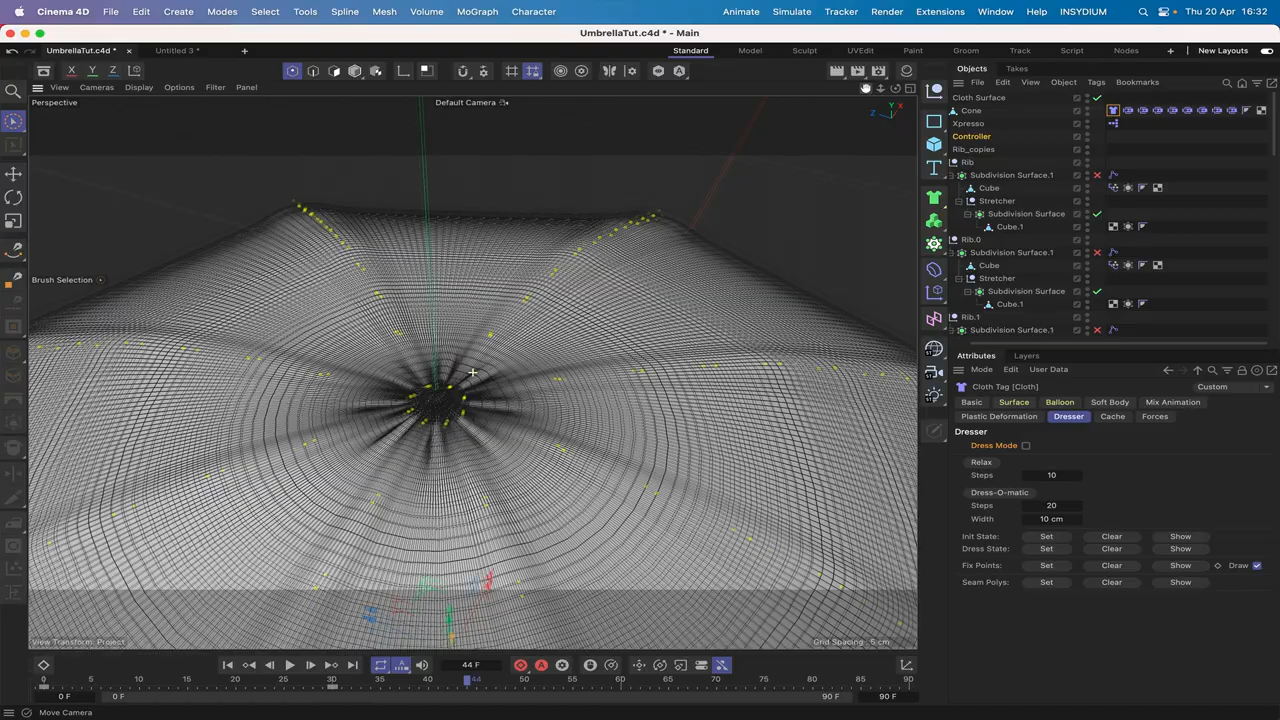 Cinema 4D File Edit Create Modes Select Tools Spline Mesh Volume MoGraph Character Animate Simulate Tracker Render Extensions Window Help INSYDIUM Thu 20 Apr 16:32
UmbrellaTut.c4d * - Main
UmbrellaTut.c4d * Untitled 3 * Standard Model Sculpt UVEdit Paint Groom Track Script Nodes New Layouts
X Y Z
Objects Takes
View Cameras Display Options Filter Panel
File Edit View Object Tags Bookmarks
Perspective
Default Camera
Y X Z
Cloth Surface
Cone
Xpresso
Controller
Rib_copies
Rib
Subdivision Surface.1
Cube
Stretcher
Subdivision Surface
Cube.1
Rib.0
Subdivision Surface.1
Cube
Stretcher
Subdivision Surface
Cube.1
Rib.1
Subdivision Surface.1
Brush Selection
Attributes Layers
Mode Edit User Data
Cloth Tag [Cloth] Custom
Basic Surface Balloon Soft Body Mix Animation
Plastic Deformation Dresser Cache Forces
Dresser
Dress Mode
Relax
Steps 10
Dress-O-matic
Steps 20
Width 10 cm
Init State: Set Clear Show
Dress State: Set Clear Show
Fix Points: Set Clear Show Draw
Seam Polys: Set Clear Show
View Transform: Project
Grid Spacing : 5 cm
44 F
0 5 10 15 20 25 30 35 40 44 50 55 60 65 70 75 80 85 90
0 F 0 F 90 F 90 F
Move Camera